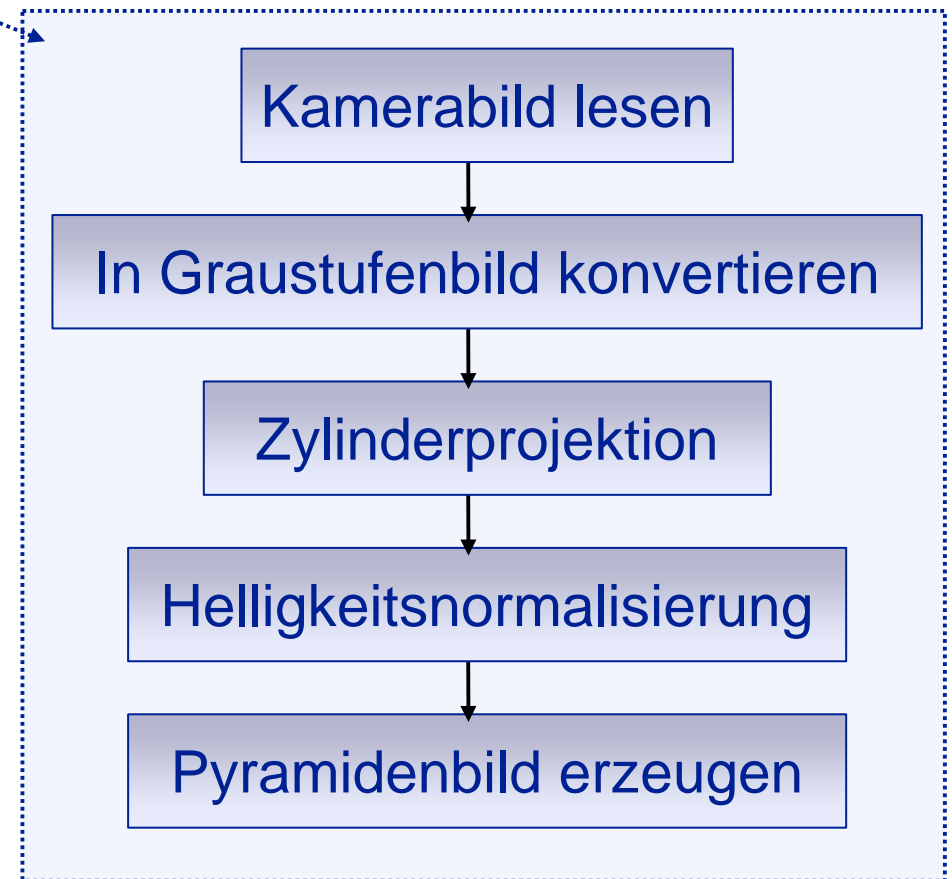 Kamerabild lesen
In Graustufenbild konvertieren
Zylinderprojektion
Helligkeitsnormalisierung
Pyramidenbild erzeugen